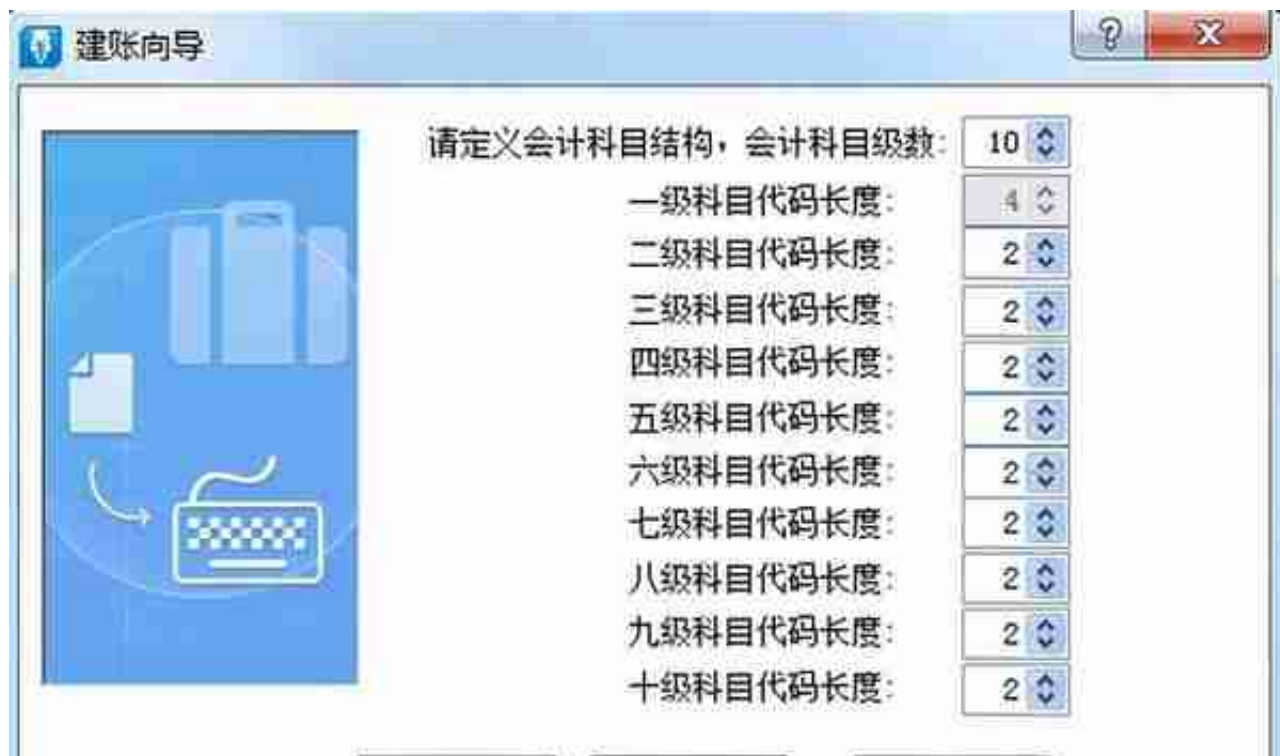 建账向导
请定义会计科目结构，会计科目级数: 10
一级科目代码长度: 4
二级科目代码长度: 2
三级科目代码长度: 2
四级科目代码长度: 2
五级科目代码长度: 2
六级科目代码长度: 2
七级科目代码长度: 2
八级科目代码长度: 2
九级科目代码长度: 2
十级科目代码长度: 2